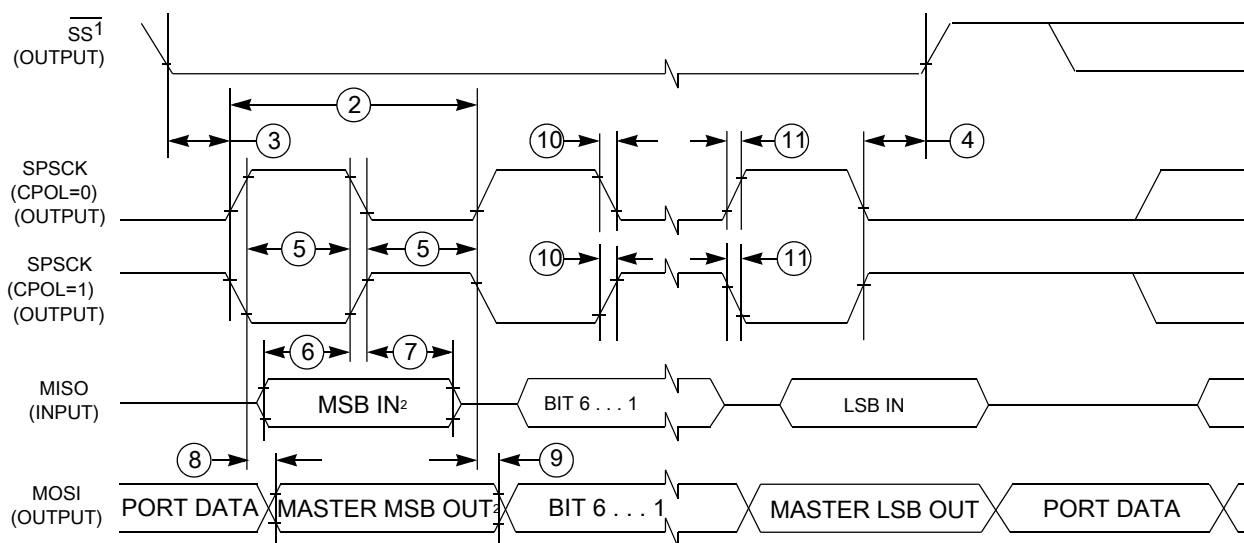 SS1
(OUTPUT)
2
3
10
11
4
SPSCK
(CPOL=0)
(OUTPUT)
5
5
SPSCK
(CPOL=1)
(OUTPUT)
10
11
6
7
MISO
(INPUT)
MSB IN2
BIT 6 . . . 1
LSB IN
8
9
MOSI
(OUTPUT)
PORT DATA
MASTER MSB OUT2
BIT 6 . . . 1
MASTER LSB OUT
PORT DATA